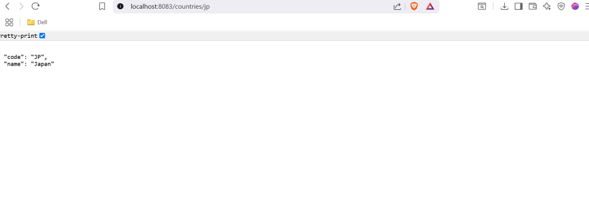 localhost:8083/countries/jp
Dell
retty-print
"code": "JP",
"name": "Japan"